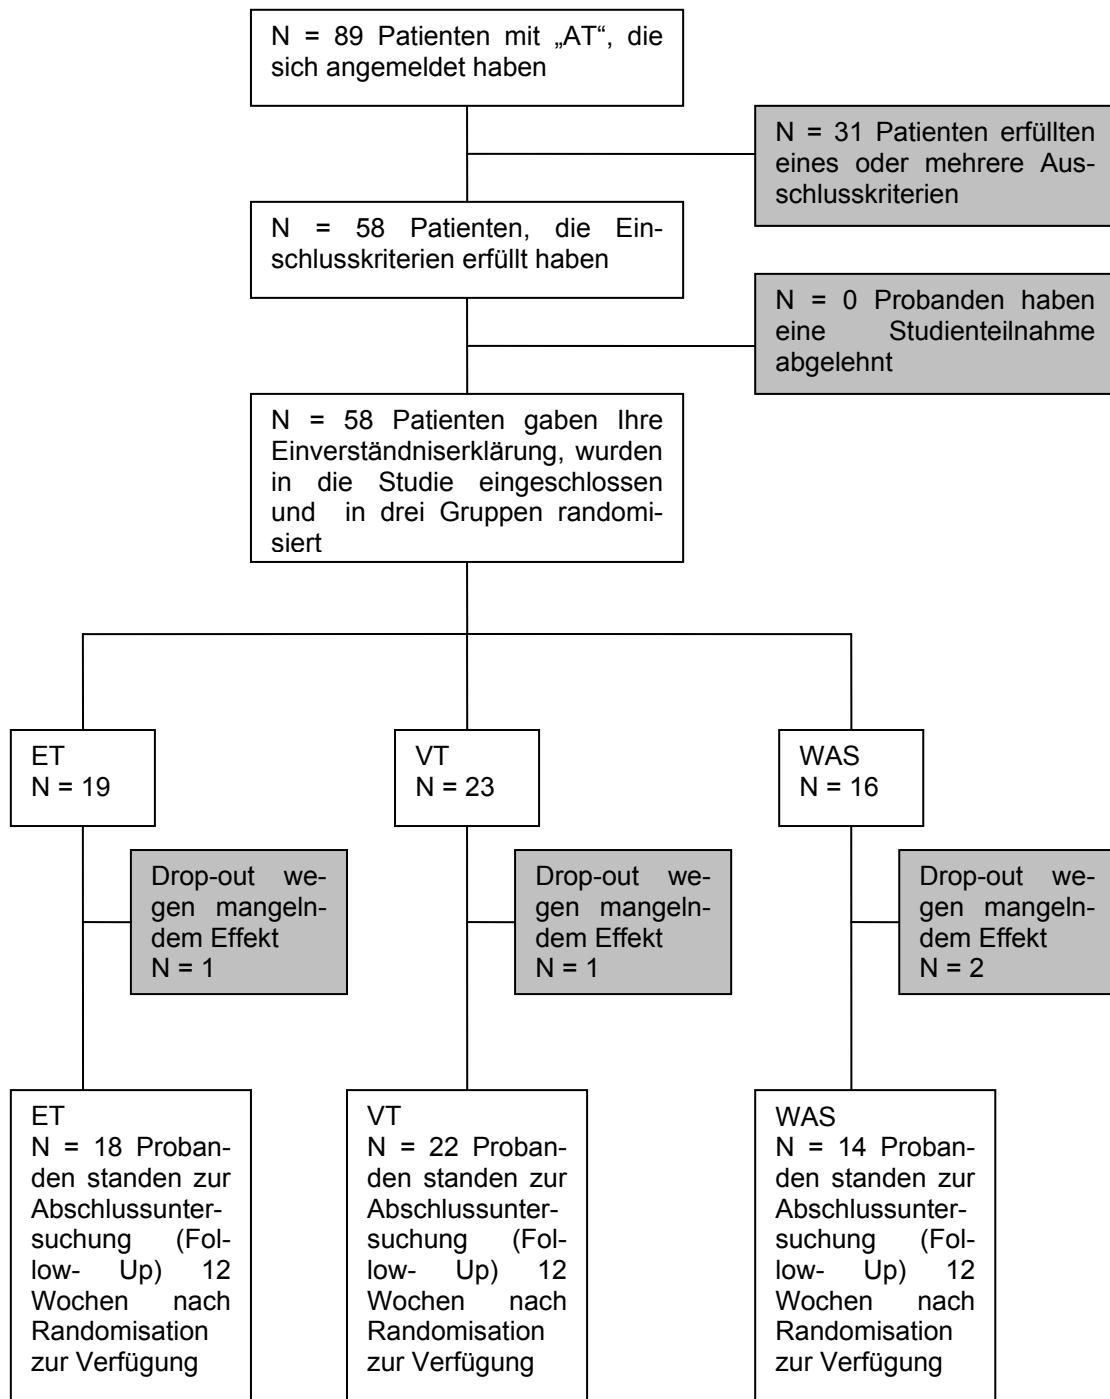 N = 89 Patienten mit „AT“, die
sich angemeldet haben
N = 31 Patienten erfüllten
eines oder mehrere Aus-
schlusskriterien
N = 58 Patienten, die Ein-
schlusskriterien erfüllt haben
N = 0 Probanden haben
eine Studienteilnahme
abgelehnt
N = 58 Patienten gaben Ihre
Einverständniserklärung, wurden
in die Studie eingeschlossen
und in drei Gruppen randomi-
siert
ET
N = 19
VT
N = 23
WAS
N = 16
Drop-out we-
gen mangeln-
dem Effekt
N = 1
Drop-out we-
gen mangeln-
dem Effekt
N = 1
Drop-out we-
gen mangeln-
dem Effekt
N = 2
ET
N = 18 Proban-
den standen zur
Abschlussunter-
suchung (Fol-
low- Up) 12
Wochen nach
Randomisation
zur Verfügung
VT
N = 22 Proban-
den standen zur
Abschlussunter-
suchung (Fol-
low- Up) 12
Wochen nach
Randomisation
zur Verfügung
WAS
N = 14 Proban-
den standen zur
Abschlussunter-
suchung (Fol-
low- Up) 12
Wochen nach
Randomisation
zur Verfügung